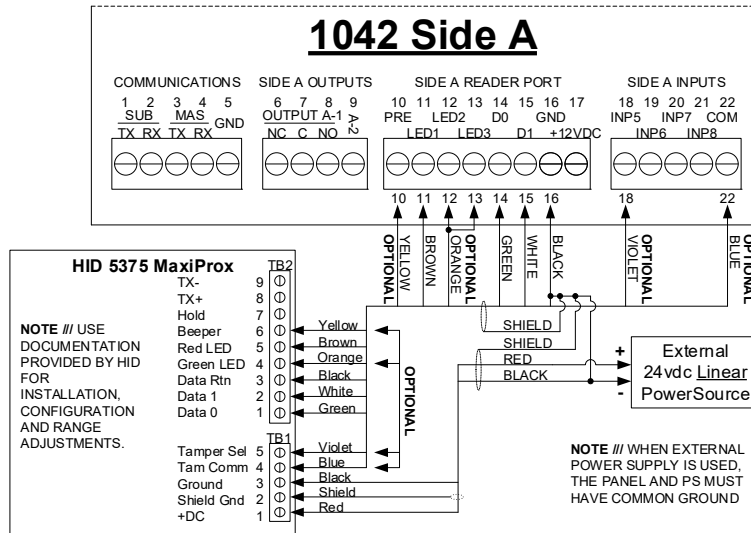 1042 Side A
COMMUNICATIONS SIDE A OUTPUTS SIDE A READER PORT SIDE A INPUTS
1 2 3 4 5 6 7 8 9 10 11 12 13 14 15 16 17 18 19 20 21 22
SUB MAS GND OUTPUT A-1 A-2 PRE LED2 D0 GND INP5 INP7 COM
TX RX TX RX NC C NO LED1 LED3 D1 +12VDC INP6 INP8
10 11 12 13 14 15 16 18 22
OPTIONAL YELLOW BROWN ORANGE OPTIONAL GREEN WHITE BLACK VIOLET OPTIONAL BLUE OPTIONAL
HID 5375 MaxiProx TB2
TX- 9
TX+ 8
Hold 7
Beeper 6 Yellow
Red LED 5 Brown
Green LED 4 Orange
Data Rtn 3 Black
Data 1 2 White
Data 0 1 Green
NOTE /// USE
DOCUMENTATION
PROVIDED BY HID
FOR
INSTALLATION,
CONFIGURATION
AND RANGE
ADJUSTMENTS.
OPTIONAL
TB1
Tamper Sel 5 Violet
Tam Comm 4 Blue
Ground 3 Black
Shield Gnd 2 Shield
+DC 1 Red
SHIELD
SHIELD
RED +
BLACK -
External
24vdc Linear
PowerSource
NOTE /// WHEN EXTERNAL
POWER SUPPLY IS USED,
THE PANEL AND PS MUST
HAVE COMMON GROUND